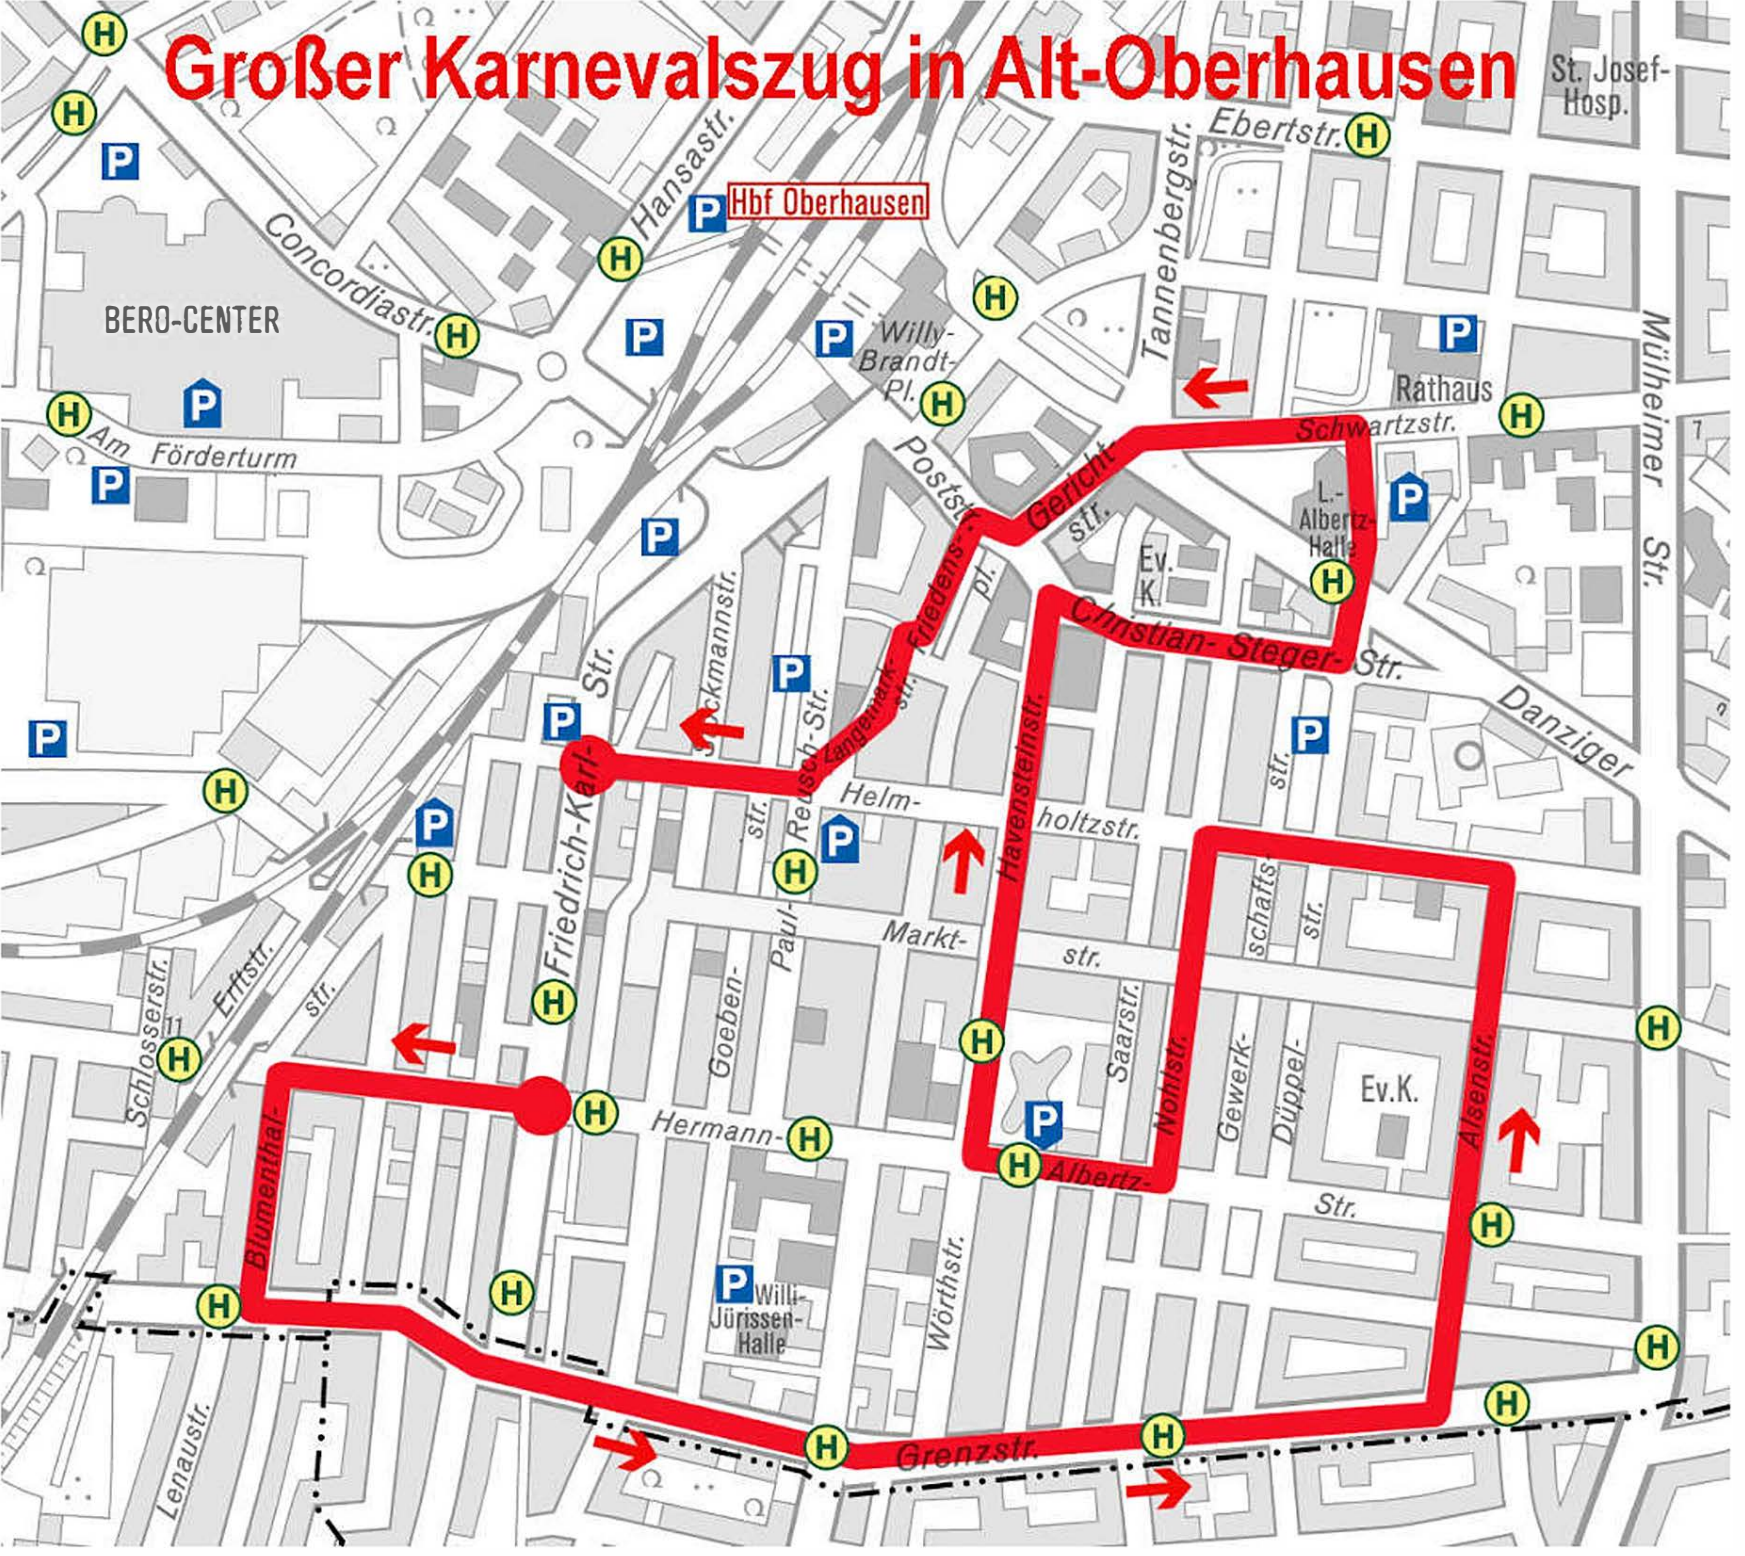 Großer Karnevalszug in Alt-Oberhausen
H
H
P
St. Josef-
Hosp.
Ebertstr.
H
Hansastr.
Tannenbergstr.
P
Hbf Oberhausen
H
Concordiastr.
H
BERO-CENTER
P
P
Willy-
Brandt-
Pl.
H
H
P
Rathaus
H
Mülheimer
Str.
7
P
H
Am
Förderturm
P
Schwartzstr.
Gericht
str.
Poststr.
P
L.-
Albertz-
Halle
H
P
Ev.
K.
Friedens-
pl.
Christian- Steger- Str.
Danziger
P
P
Str.
P
P
Langemark-
str.
Havensteinstr.
P
str.
H
P
H
Friedrich-Karl-
str.
Paul-
Reusch-Str.
H
P
Helm-
holtzstr.
schafts-
str.
Markt-
str.
Schlosserstr.
Erftstr.
str.
11
H
H
Goeben-
H
Saarstr.
Nohlstr.
Gewerk-
Düppel-
Ev.K.
Alsenstr.
H
H
Hermann-
H
P
H
Albertz-
Str.
H
Blumenthal-
H
H
P
Willi-
Jürissen-
Halle
Wörthstr.
H
Lenaustr.
H
Grenzstr.
H
H